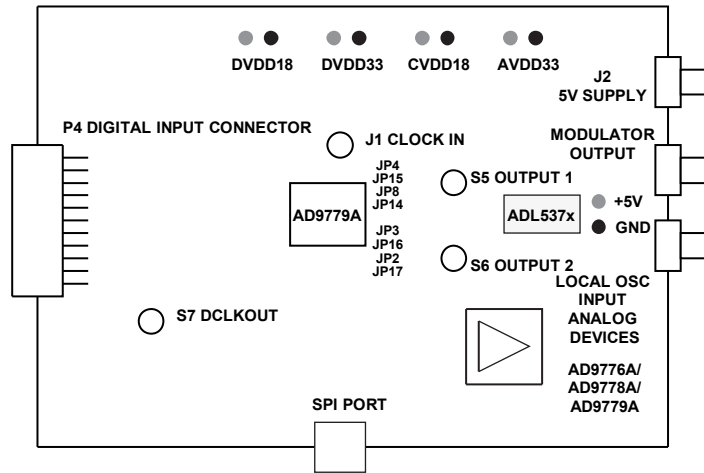 DVDD18 DVDD33 CVDD18 AVDD33
J2
5V SUPPLY
P4 DIGITAL INPUT CONNECTOR
J1 CLOCK IN
MODULATOR
OUTPUT
JP4
JP15
JP8
JP14
S5 OUTPUT 1
AD9779A
ADL537x
+5V
GND
JP3
JP16
JP2
JP17
S6 OUTPUT 2
LOCAL OSC
INPUT
ANALOG
DEVICES
S7 DCLKOUT
AD9776A/
AD9778A/
AD9779A
SPI PORT